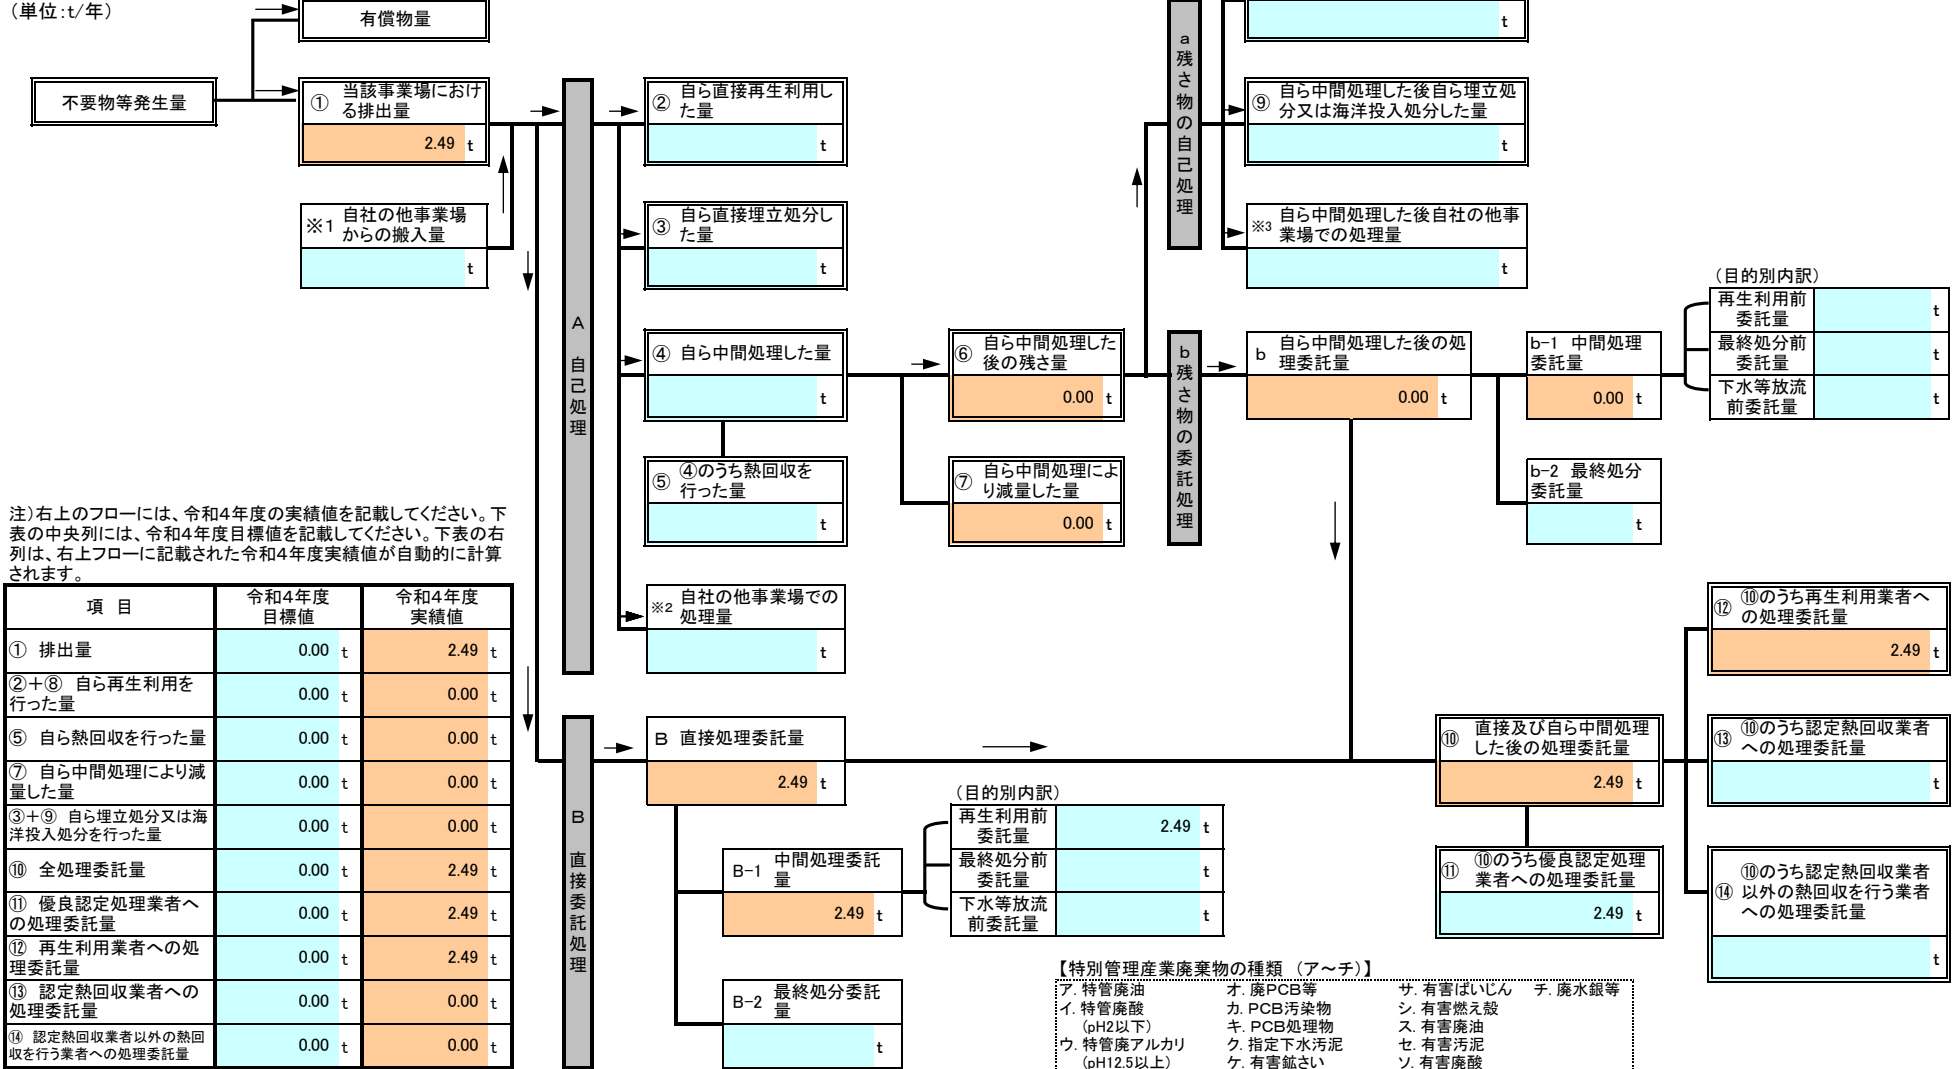 （単位：t/年）
有償物量
t
不要物等発生量
① 当該事業場におけ
る排出量
2.49 t
※1 自社の他事業場
からの搬入量
t
A 自己処理
② 自ら直接再生利用し
た量
t
③ 自ら直接埋立処分し
た量
t
④ 自ら中間処理した量
t
⑤ ④のうち熱回収を
行った量
t
※2 自社の他事業場での
処理量
t
⑥ 自ら中間処理した
後の残さ量
0.00 t
⑦ 自ら中間処理によ
り減量した量
0.00 t
a残さ物の自己処理
⑨ 自ら中間処理した後自ら埋立処
分又は海洋投入処分した量
t
※3 自ら中間処理した後自社の他事
業場での処理量
t
b残さ物の委託処理
b 自ら中間処理した後の処
理委託量
0.00 t
b-1 中間処理
委託量
0.00 t
b-2 最終処分
委託量
t
（目的別内訳）
再生利用前
委託量 t
最終処分前
委託量 t
下水等放流
前委託量 t
注）右上のフローには、令和４年度の実績値を記載してください。下
表の中央列には、令和４年度目標値を記載してください。下表の右
列は、右上フローに記載された令和４年度実績値が自動的に計算
されます。
項 目 令和４年度
目標値 令和４年度
実績値
① 排出量 0.00 t 2.49 t
②＋⑧ 自ら再生利用を
行った量 0.00 t 0.00 t
⑤ 自ら熱回収を行った量 0.00 t 0.00 t
⑦ 自ら中間処理により減
量した量 0.00 t 0.00 t
③＋⑨ 自ら埋立処分又は海
洋投入処分を行った量 0.00 t 0.00 t
⑩ 全処理委託量 0.00 t 2.49 t
⑪ 優良認定処理業者へ
の処理委託量 0.00 t 2.49 t
⑫ 再生利用業者への処
理委託量 0.00 t 2.49 t
⑬ 認定熱回収業者への
処理委託量 0.00 t 0.00 t
⑭ 認定熱回収業者以外の熱回
収を行う業者への処理委託量 0.00 t 0.00 t
B 直接委託処理
B 直接処理委託量
2.49 t
B-1 中間処理委託
量
2.49 t
B-2 最終処分委託
量
t
（目的別内訳）
再生利用前
委託量 2.49 t
最終処分前
委託量 t
下水等放流
前委託量 t
⑩ 直接及び自ら中間処理
した後の処理委託量
2.49 t
⑪ ⑩のうち優良認定処理
業者への処理委託量
2.49 t
⑫ ⑩のうち再生利用業者へ
の処理委託量
2.49 t
⑬ ⑩のうち認定熱回収業者
への処理委託量
t
⑭ ⑩のうち認定熱回収業者
以外の熱回収を行う業者
への処理委託量
t
【特別管理産業廃棄物の種類 （ア～チ）】
ア. 特管廃油 オ. 廃PCB等 サ. 有害ばいじん チ. 廃水銀等
イ. 特管廃酸 カ. PCB汚染物 シ. 有害燃え殻
（pH2以下） キ. PCB処理物 ス. 有害廃油
ウ. 特管廃アルカリ ク. 指定下水汚泥 セ. 有害汚泥
（pH12.5以上） ケ. 有害鉱さい ソ. 有害廃酸